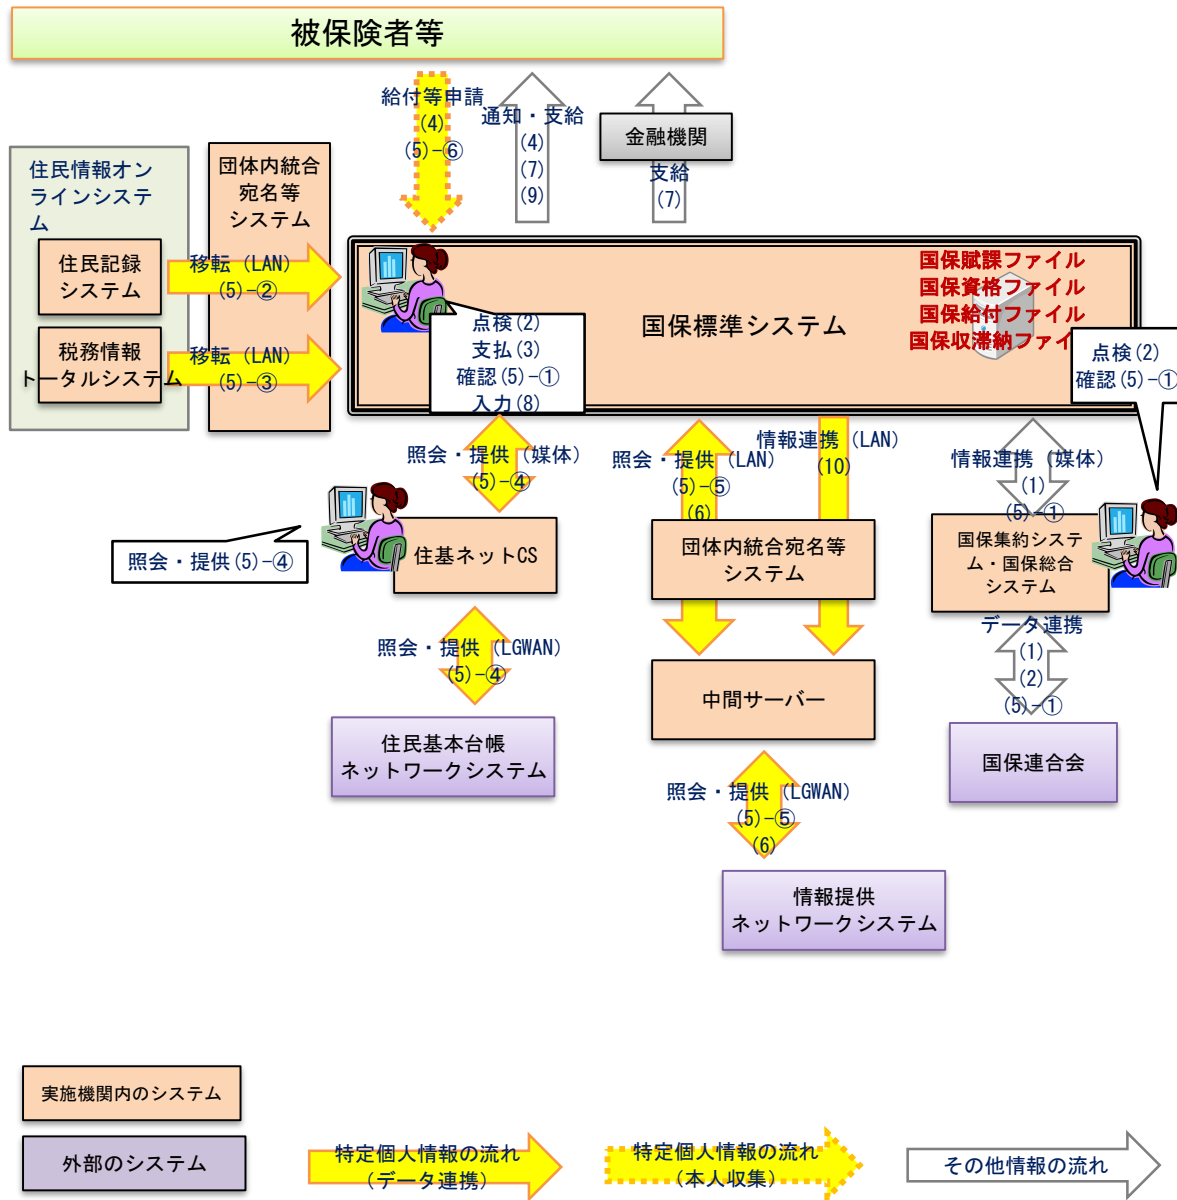 被保険者等
給付等申請
(4)
(5)-⑥
通知・支給
(4)
(7)
(9)
金融機関
支給
(7)
住民情報オン
ラインシステ
ム
団体内統合
宛名等
システム
住民記録
システム
移転（LAN）
(5)-②
税務情報
トータルシステム
移転（LAN）
(5)-③
国保標準システム
点検(2)
支払(3)
確認(5)-①
入力(8)
国保賦課ファイル
国保資格ファイル
国保給付ファイル
国保収滞納ファイ
点検(2)
確認(5)-①
照会・提供（媒体）
(5)-④
照会・提供（LAN）
(5)-⑤
(6)
情報連携（LAN）
(10)
情報連携（媒体）
(1)
(5)-①
照会・提供(5)-④
住基ネットCS
団体内統合宛名等
システム
国保集約システ
ム・国保総合
システム
照会・提供（LGWAN）
(5)-④
データ連携
(1)
(2)
(5)-①
住民基本台帳
ネットワークシステム
中間サーバー
国保連合会
照会・提供（LGWAN）
(5)-⑤
(6)
情報提供
ネットワークシステム
実施機関内のシステム
外部のシステム
特定個人情報の流れ
（データ連携）
特定個人情報の流れ
（本人収集）
その他情報の流れ